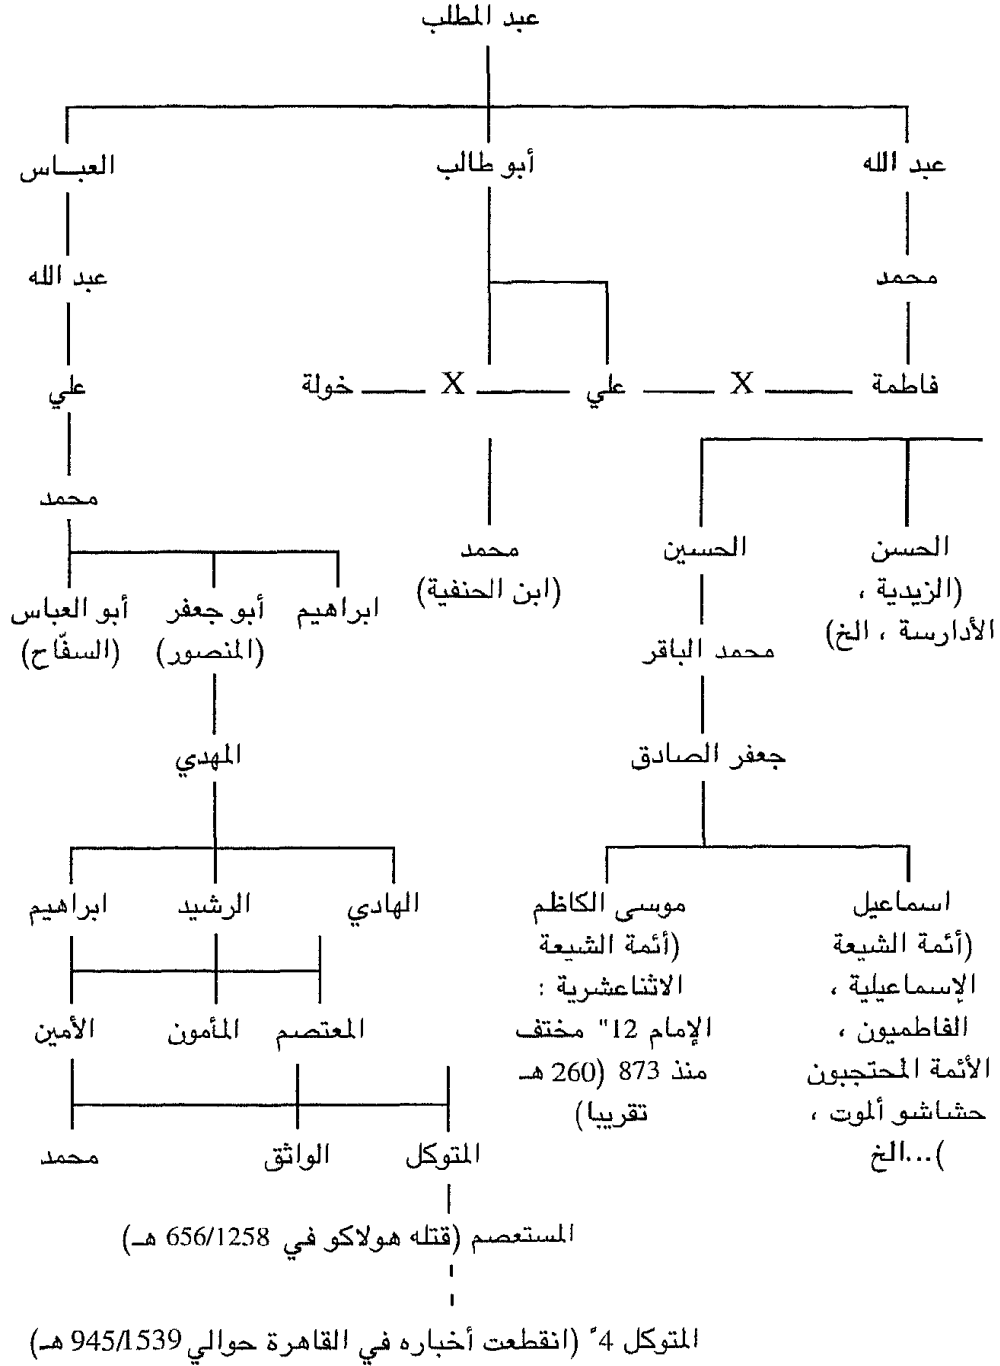 عبد المطلب
عبد الله
أبو طالب
العباس
محمد
عبد الله
فاطمة X علي X خولة
علي
محمد
الحسن
(الزيدية ،
الأدارسة ، الخ)
الحسين
محمد
(ابن الحنفية)
ابراهيم
أبو جعفر
(المنصور)
أبو العباس
(السفّاح)
محمد الباقر
جعفر الصادق
المهدي
اسماعيل
(أئمة الشيعة
الإسماعيلية ،
الفاطميون ،
الأئمة المحتجبون
حشاشو ألموت ،
)...الخ
موسى الكاظم
(أئمة الشيعة
الاثناعشرية :
الإمام 12" مختف
منذ 873 (260 هـ
تقريبا)
الهادي
الرشيد
ابراهيم
المعتصم
المأمون
الأمين
المتوكل
الواثق
محمد
المستعصم (قتله هولاكو في 656/1258 هـ)
المتوكل 4" (انقطعت أخباره في القاهرة حوالي 945/1539 هـ)